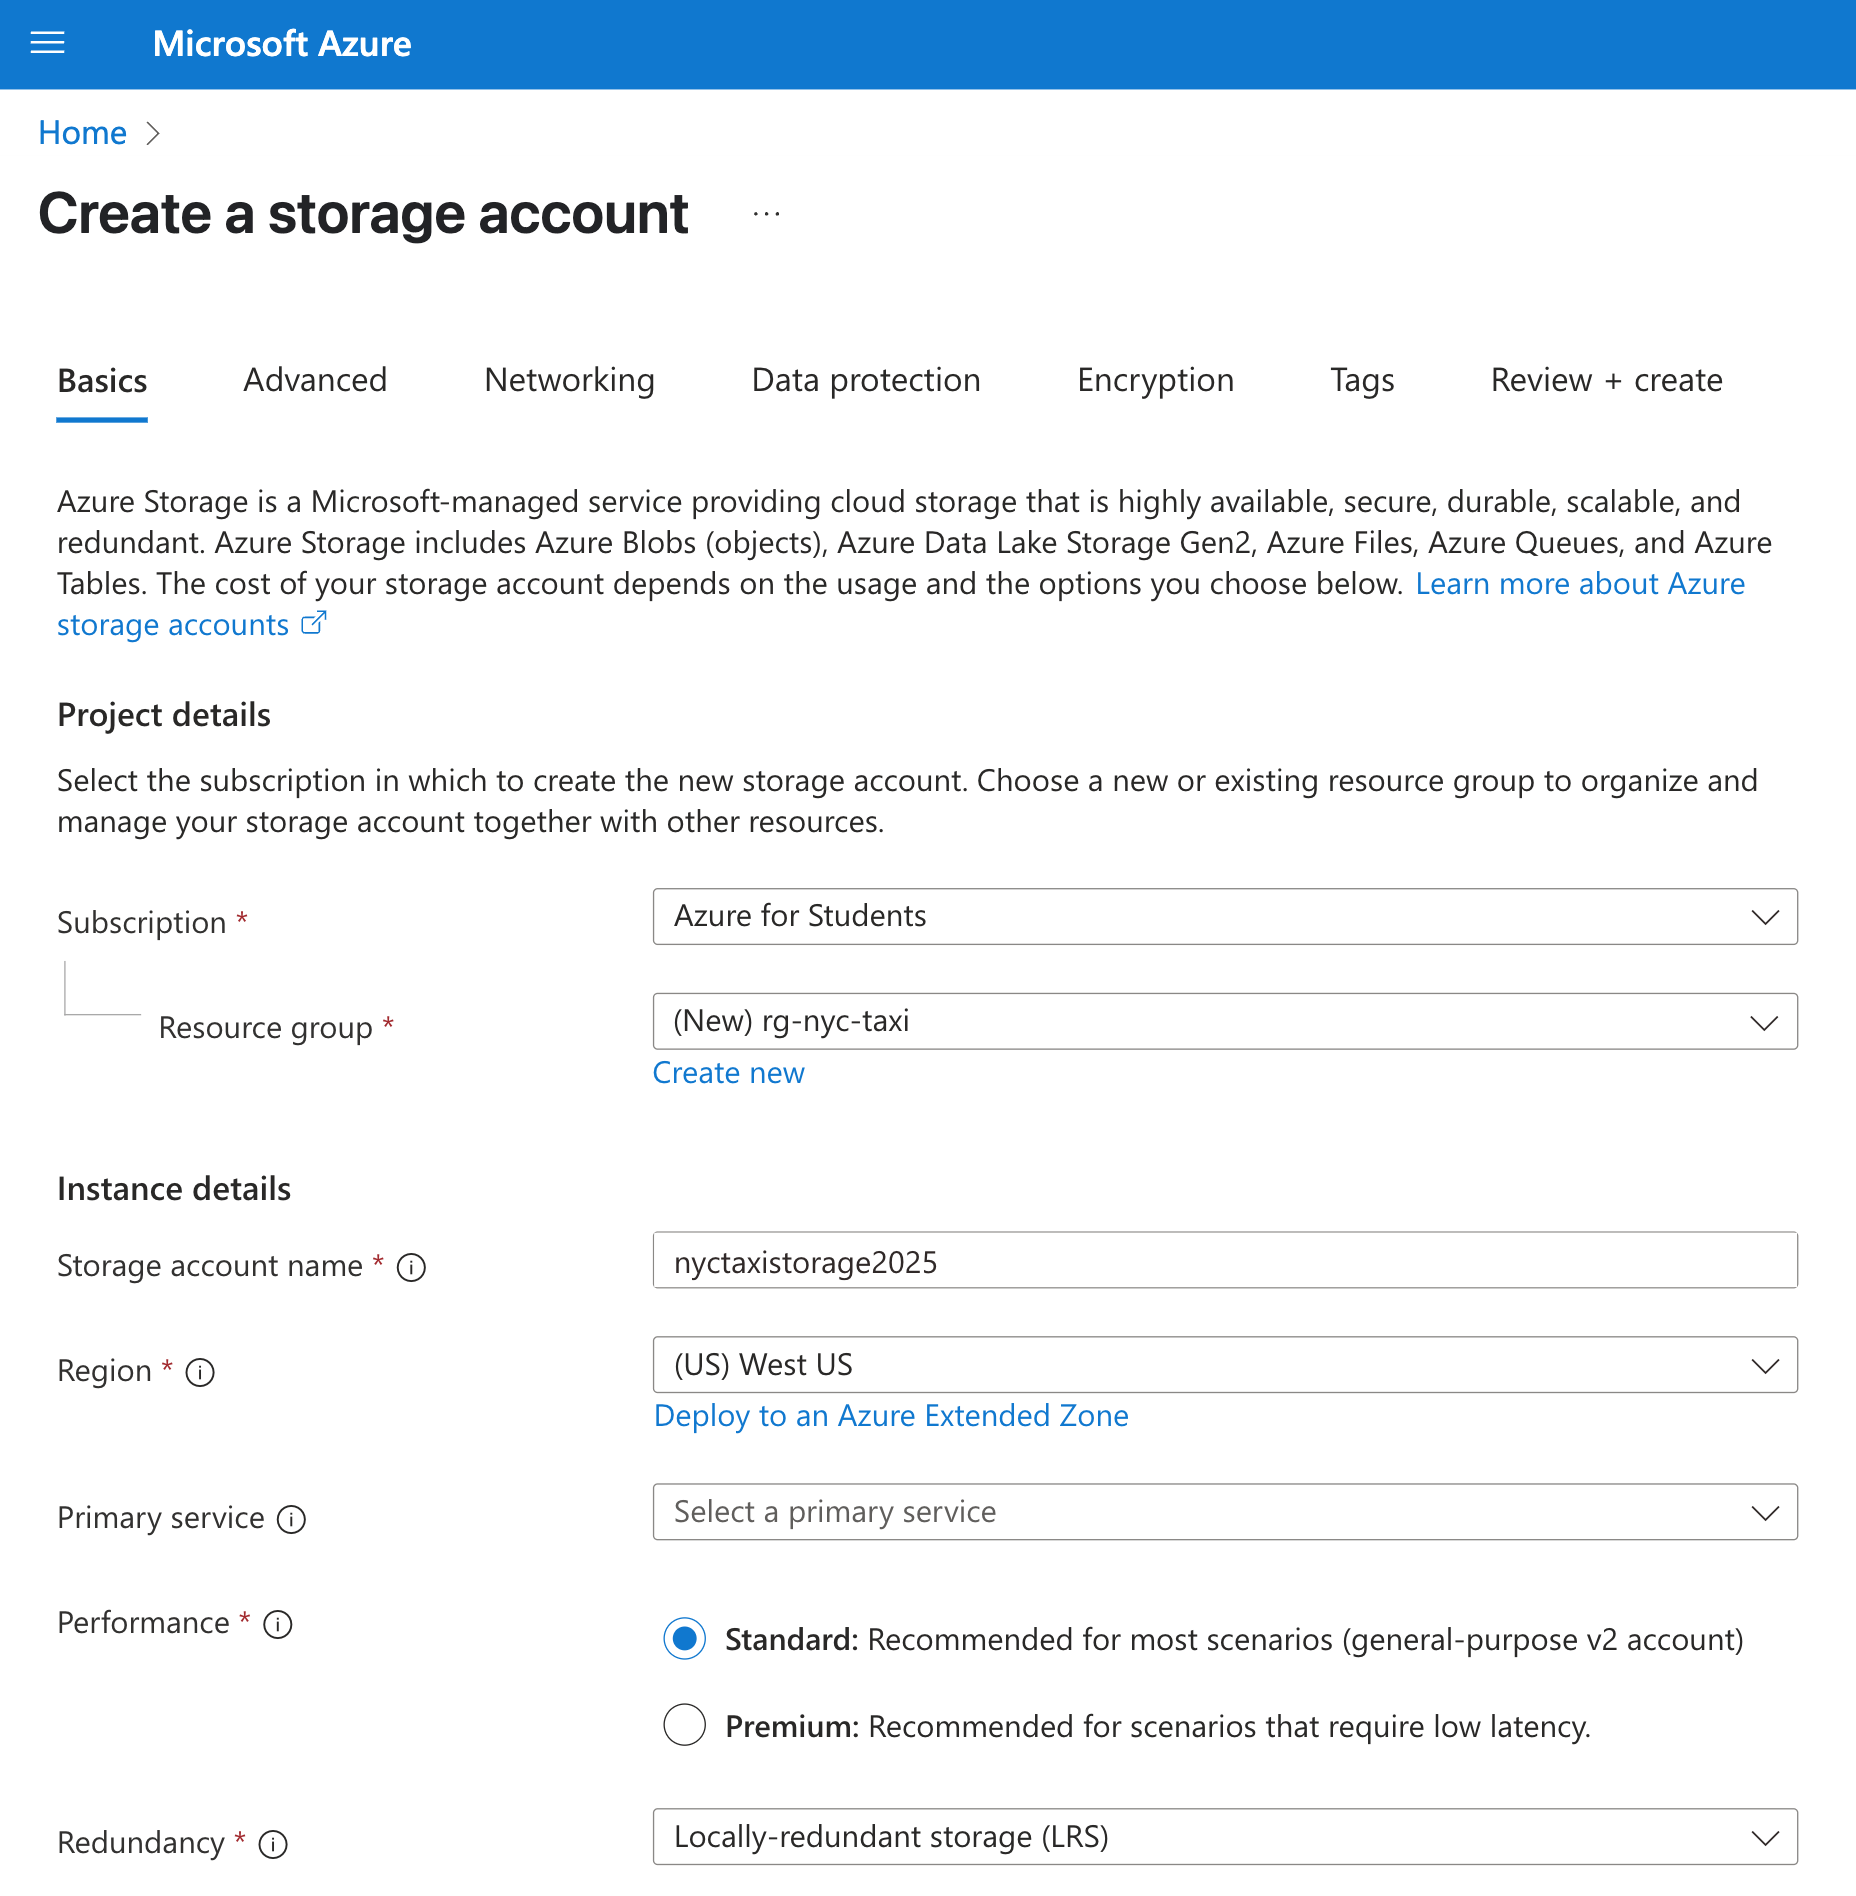 Microsoft Azure
Home
Create a storage account ...
Basics Advanced Networking Data protection Encryption Tags Review + create
Azure Storage is a Microsoft-managed service providing cloud storage that is highly available, secure, durable, scalable, and
redundant. Azure Storage includes Azure Blobs (objects), Azure Data Lake Storage Gen2, Azure Files, Azure Queues, and Azure
Tables. The cost of your storage account depends on the usage and the options you choose below. Learn more about Azure
storage accounts
Project details
Select the subscription in which to create the new storage account. Choose a new or existing resource group to organize and
manage your storage account together with other resources.
Subscription * Azure for Students
Resource group * (New) rg-nyc-taxi
Create new
Instance details
Storage account name * nyctaxistorage2025
Region * (US) West US
Deploy to an Azure Extended Zone
Primary service Select a primary service
Performance * Standard: Recommended for most scenarios (general-purpose v2 account)
Premium: Recommended for scenarios that require low latency.
Redundancy * Locally-redundant storage (LRS)